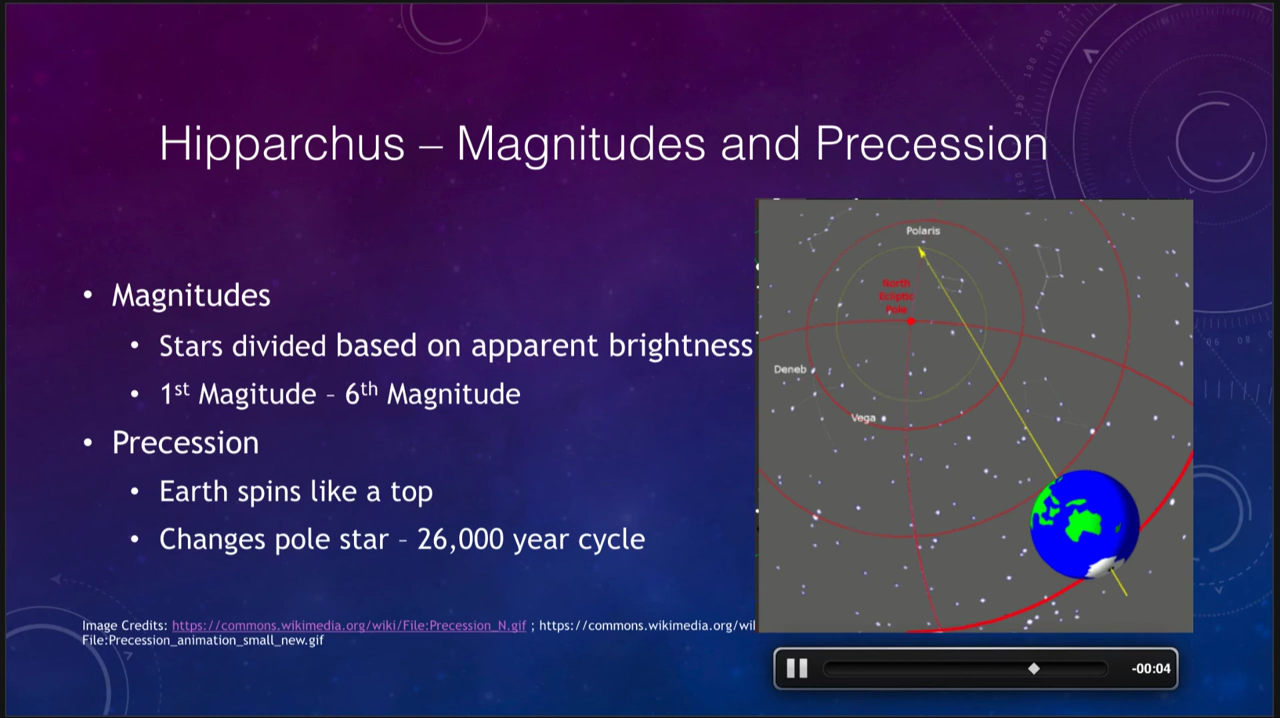 Hipparchus – Magnitudes and Precession
• Magnitudes
• Stars divided based on apparent brightness
• 1st Magitude – 6th Magnitude
• Precession
• Earth spins like a top
• Changes pole star – 26,000 year cycle
Image Credits: https://commons.wikimedia.org/wiki/File:Precession_N.gif ; https://commons.wikimedia.org/wil
File:Precession_animation_small_new.gif
Polaris
North
Ecliptic
Pole
Deneb
Vega
-00:04